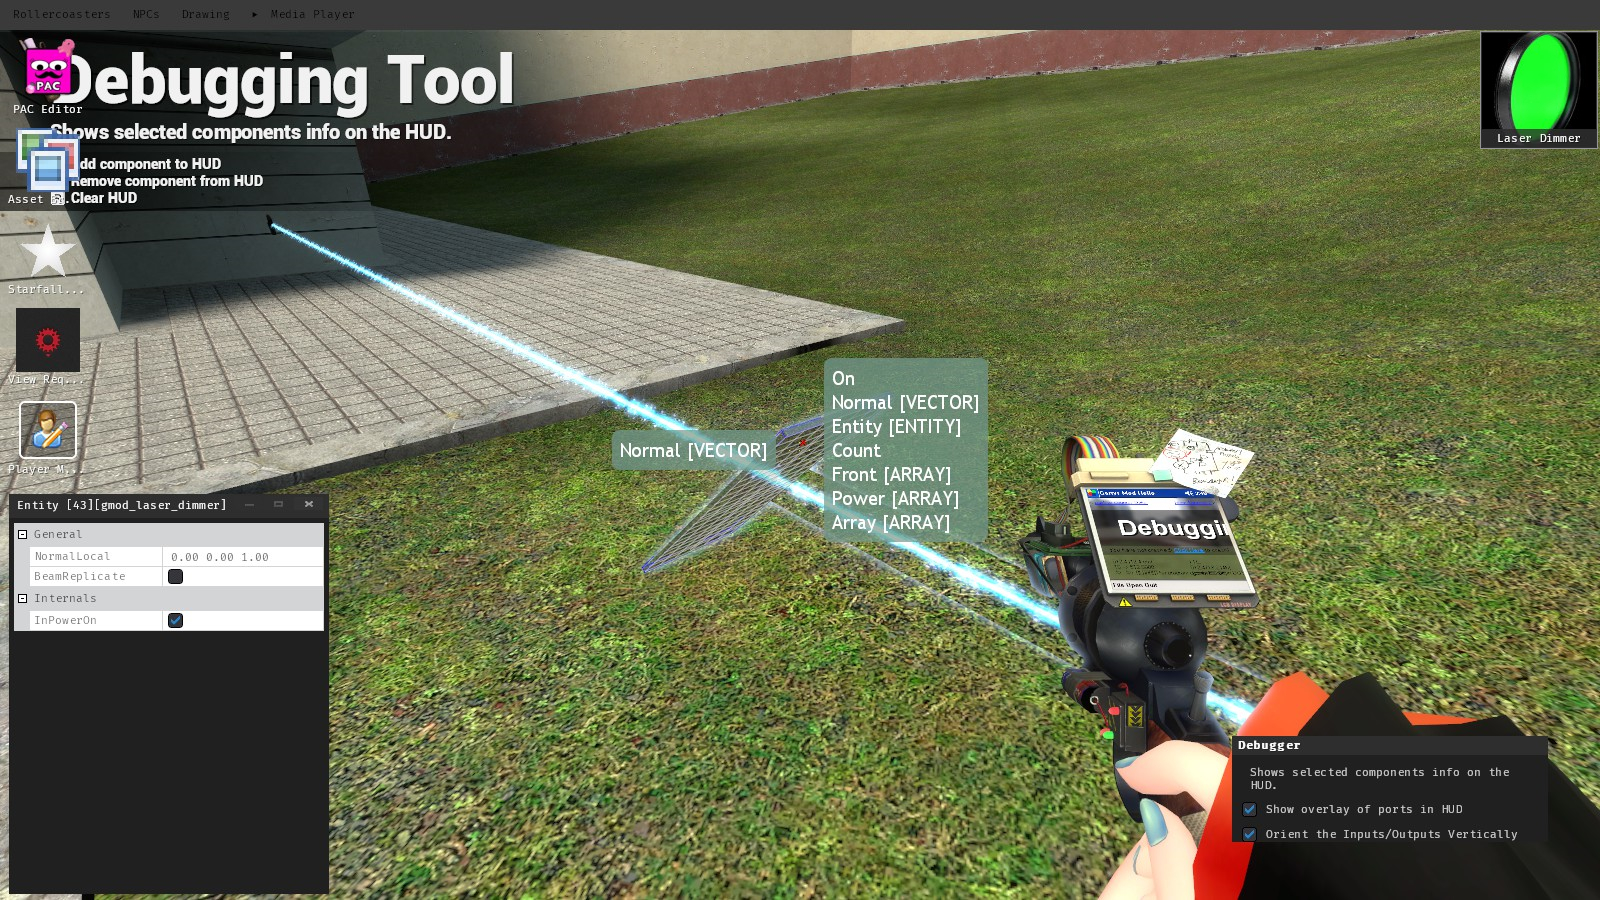 Rollercoasters
NPCs
Drawing
Media Player
PAC
PAC Editor
Debugging Tool
Shows selected components info on the HUD.
dd component to HUD
Remove component from HUD
Clear HUD
Asset
Starfall...
View Req...
Player M...
Laser Dimmer
Normal [VECTOR]
On
Normal [VECTOR]
Entity [ENTITY]
Count
Front [ARRAY]
Power [ARRAY]
Array [ARRAY]
Entity [43][gmod_laser_dimmer]
General
NormalLocal 0.00 0.00 1.00
BeamReplicate
Internals
InPowerOn
Debuggin
File Open Quit
Debugger
Shows selected components info on the
HUD.
Show overlay of ports in HUD
Orient the Inputs/Outputs Vertically